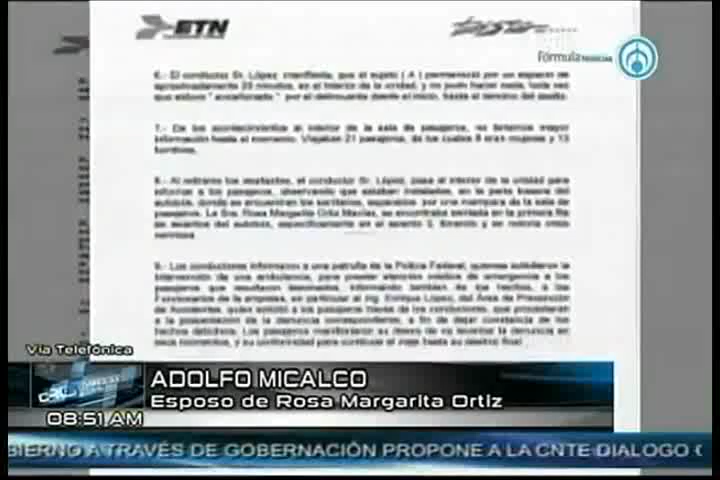 ETN
Fórmula NOTICIAS
6.- El conductor Sr. López manifiesta, que el sujeto ( A ) permaneció por un espacio de
aproximadamente 20 minutos, en el interior de la unidad, y no pudo hacer nada, toda vez
que estuvo " encañonado " por el delincuente desde el inicio, hasta el termino del asalto.
7.- De los acontecimientos al interior de la sala de pasajeros, no tenemos mayor
información hasta el momento. Viajaban 21 pasajeros, de los cuales 8 eran mujeres y 13
hombres.
8.- Al retirarse los asaltantes, el conductor Sr. López, pasa al interior de la unidad para
informar a los pasajeros, observando que estaban instalados, en la parte trasera del
autobús, donde se encuentran los sanitarios, separados por una mampara de la sala de
pasajeros. La Sra. Rosa Margarita Ortiz Macías, se encontraba sentada en la primera fila
de asientos del autobús, específicamente en el asiento 3, llorando y se notaba crisis
nerviosa.
9.- Los conductores informaron a una patrulla de la Policía Federal, quienes solicitaron la
intervención de una ambulancia, para prestar atención médica de emergencia a los
pasajeros que resultaron lesionados, informando también de los hechos, a los
Funcionarios de la empresa, en particular al Ing. Enrique López, del Área de Prevención
de Accidentes, quien solicitó a los pasajeros través de los conductores, que procedieran
a la presentación de la denuncia correspondiente, a fin de dejar constancia de los
hechos delictivos. Los pasajeros manifestaron su deseo de no levantar la denuncia en
esos momentos, y su conformidad para continuar el viaje hasta su destino final.
Vía Telefónica
ADOLFO MICALCO
Esposo de Rosa Margarita Ortiz
08:51 AM
BIERNO A TRAVÉS DE GOBERNACIÓN PROPONE A LA CNTE DIALOGO